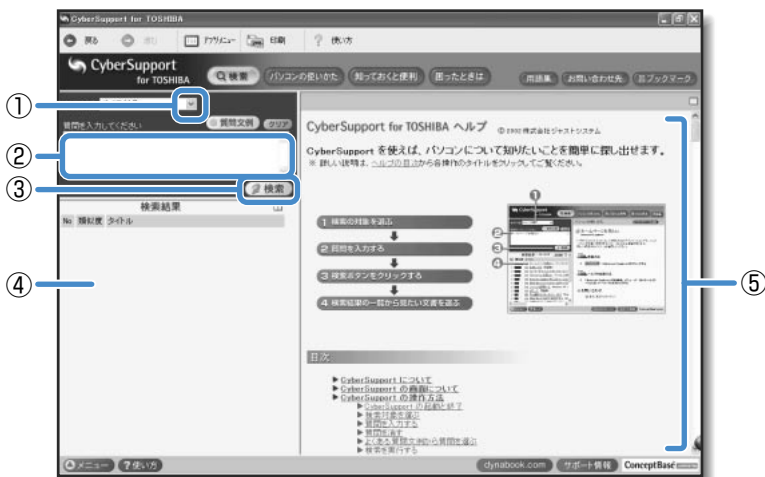 CyberSupport for TOSHIBA
戻る
進む
アプリメニュー
印刷
使い方
CyberSupport
for TOSHIBA
検索
パソコンの使いかた
知っておくと便利
困ったときは
用語集
お問い合わせ先
ブックマーク
①
質問を入力してください
質問文例
クリア
②
③
検索
検索結果
No 類似度 タイトル
④
CyberSupport for TOSHIBA ヘルプ
© 2002 株式会社ジャストシステム
CyberSupport を使えば、パソコンについて知りたいことを簡単に探し出せます。
※ 詳しい説明は、ヘルプの目次から各操作のタイトルをクリックしてご覧ください。
1 検索の対象を選ぶ
2 質問を入力する
3 検索ボタンをクリックする
4 検索結果の一覧から見たい文書を選ぶ
⑤
目次
▶ CyberSupport について
▶ CyberSupport の画面について
▶ CyberSupport の操作方法
▶ CyberSupport の起動と終了
▶ 検索対象を選ぶ
▶ 質問を入力する
▶ 質問を消す
▶ よくある質問文例から質問を選ぶ
▶ 検索を実行する
メニュー
?使い方
dynabook.com
サポート情報
ConceptBase